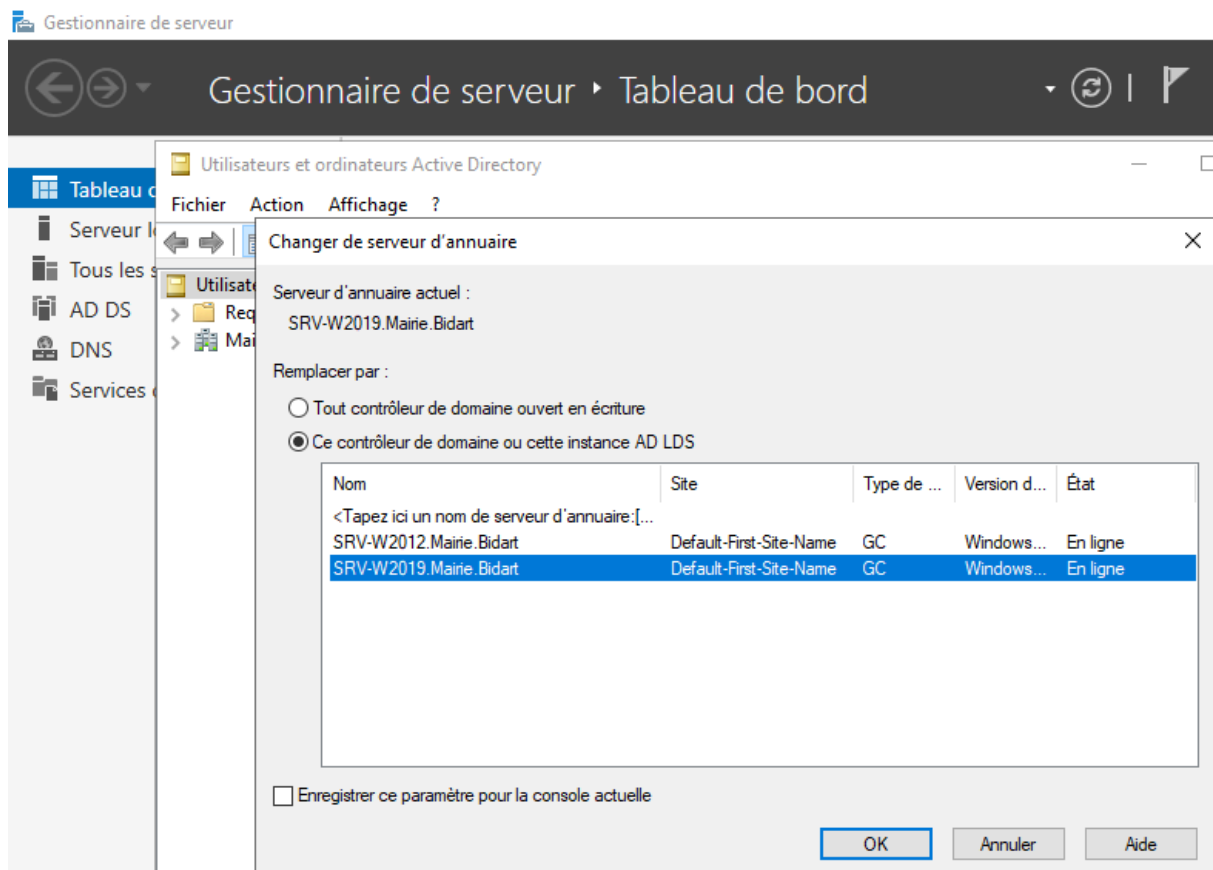 Gestionnaire de serveur
Gestionnaire de serveur ‣ Tableau de bord
Tableau d
Serveur l
Tous les s
AD DS
DNS
Services
Utilisateurs et ordinateurs Active Directory
Fichier Action Affichage ?
Utilisate
Req
Mai
Changer de serveur d'annuaire
Serveur d'annuaire actuel :
SRV-W2019.Mairie.Bidart
Remplacer par :
Tout contrôleur de domaine ouvert en écriture
Ce contrôleur de domaine ou cette instance AD LDS
Nom Site Type de ... Version d... État
<Tapez ici un nom de serveur d'annuaire:[...
SRV-W2012.Mairie.Bidart Default-First-Site-Name GC Windows... En ligne
SRV-W2019.Mairie.Bidart Default-First-Site-Name GC Windows... En ligne
Enregistrer ce paramètre pour la console actuelle
OK Annuler Aide